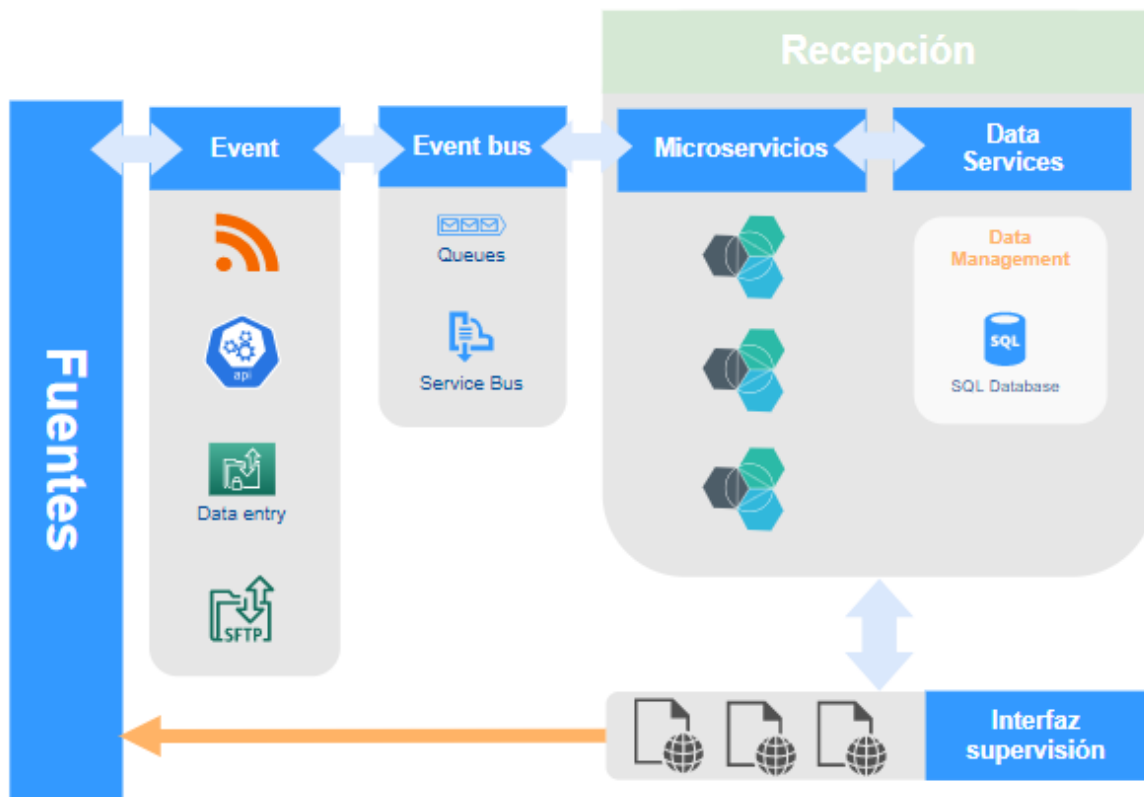 Recepción
Fuentes
Event
Event bus
Microservicios
Data
Services
Queues
Service Bus
api
Data entry
SFTP
Data
Management
SQL
SQL Database
Interfaz
supervisión